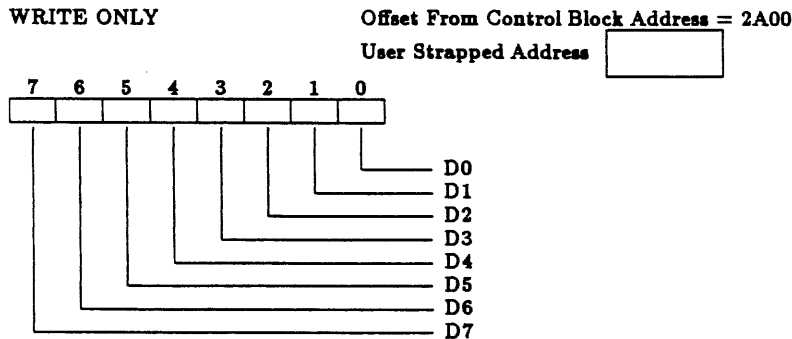 WRITE ONLY Offset From Control Block Address = 2A00
User Strapped Address
7 6 5 4 3 2 1 0
D0
D1
D2
D3
D4
D5
D6
D7